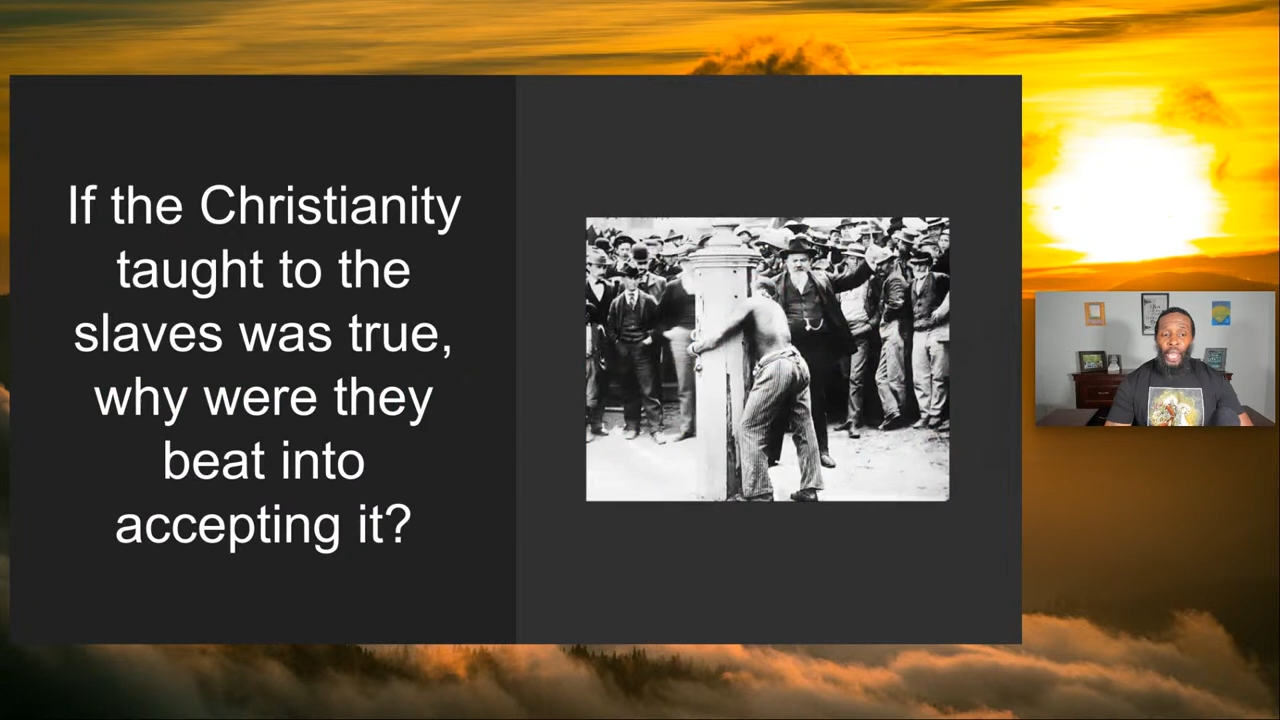 If the Christianity
taught to the
slaves was true,
why were they
beat into
accepting it?